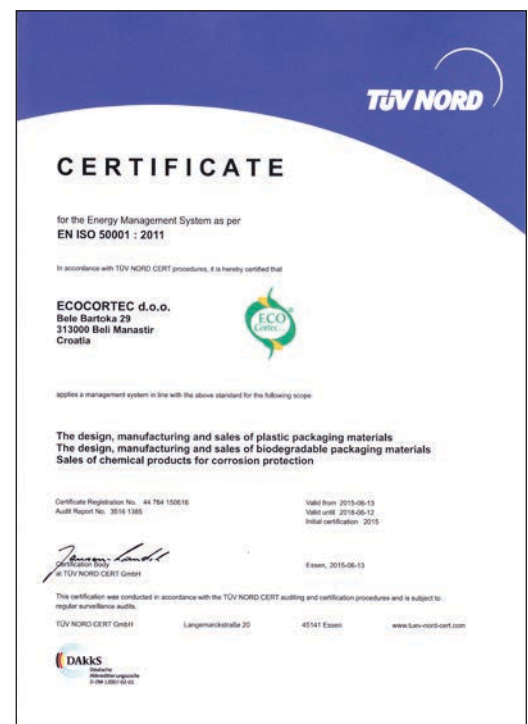 TÜV NORD
CERTIFICATE
for the Energy Management System as per
EN ISO 50001 : 2011
In accordance with TÜV NORD CERT procedures, it is hereby certified that
ECOCORTEC d.o.o.
Bele Bartoka 29
313000 Beli Manastir
Croatia
ECO
Cortec
applies a management system in line with the above standard for the following scope
The design, manufacturing and sales of plastic packaging materials
The design, manufacturing and sales of biodegradable packaging materials
Sales of chemical products for corrosion protection
Certificate Registration No. 44 764 150616
Audit Report No. 3516 1385
Valid from 2015-06-13
Valid until 2018-06-12
Initial certification 2015
Certification Body
at TÜV NORD CERT GmbH
Essen, 2015-06-13
This certification was conducted in accordance with the TÜV NORD CERT auditing and certification procedures and is subject to
regular surveillance audits.
TÜV NORD CERT GmbH Langemarckstraße 20 45141 Essen www.tuev-nord-cert.com
DAkkS
Deutsche
Akkreditierungsstelle